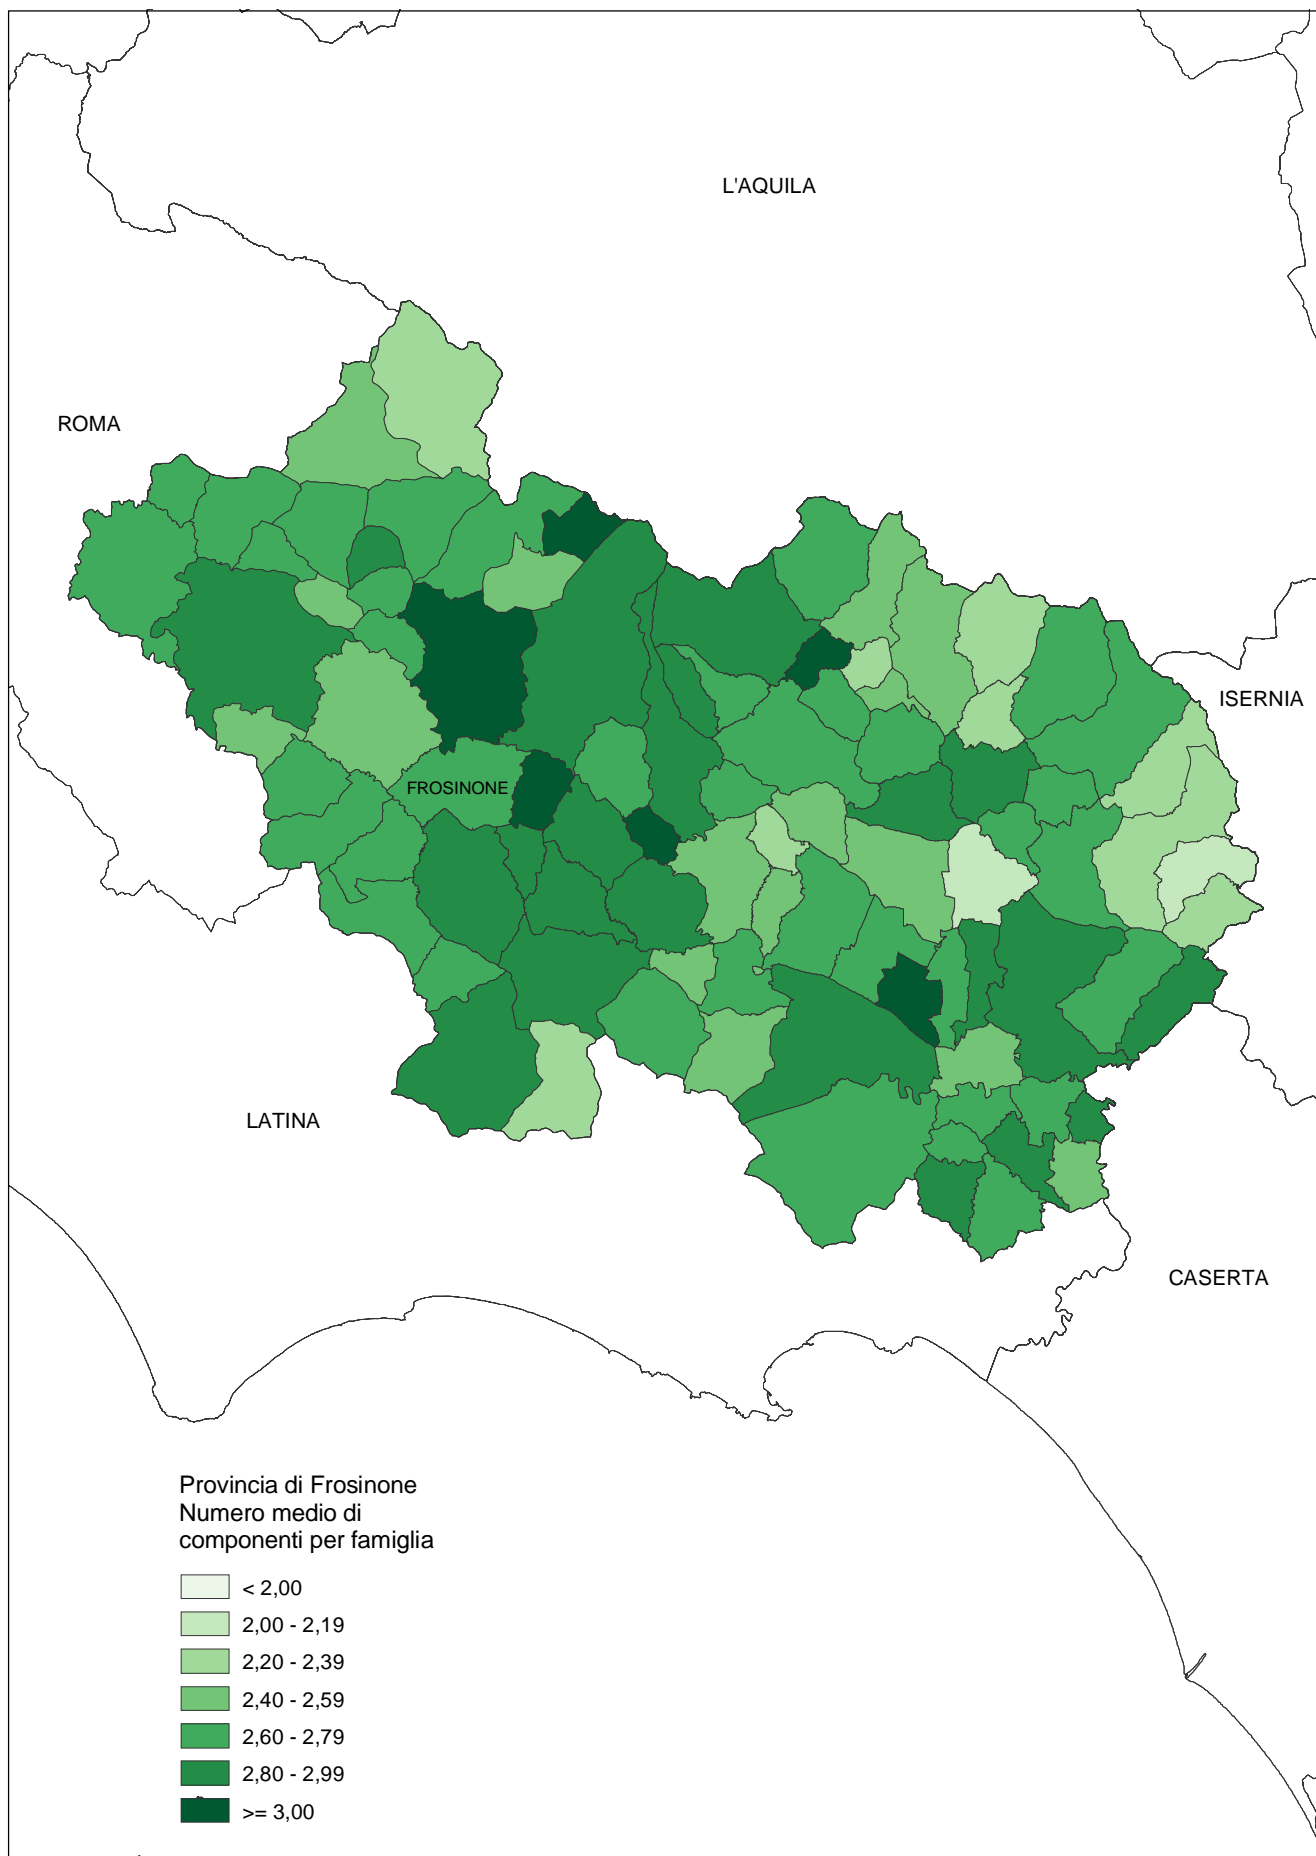 L'AQUILA
ROMA
ISERNIA
FROSINONE
LATINA
CASERTA
Provincia di Frosinone
Numero medio di
componenti per famiglia
< 2,00
2,00 - 2,19
2,20 - 2,39
2,40 - 2,59
2,60 - 2,79
2,80 - 2,99
>= 3,00